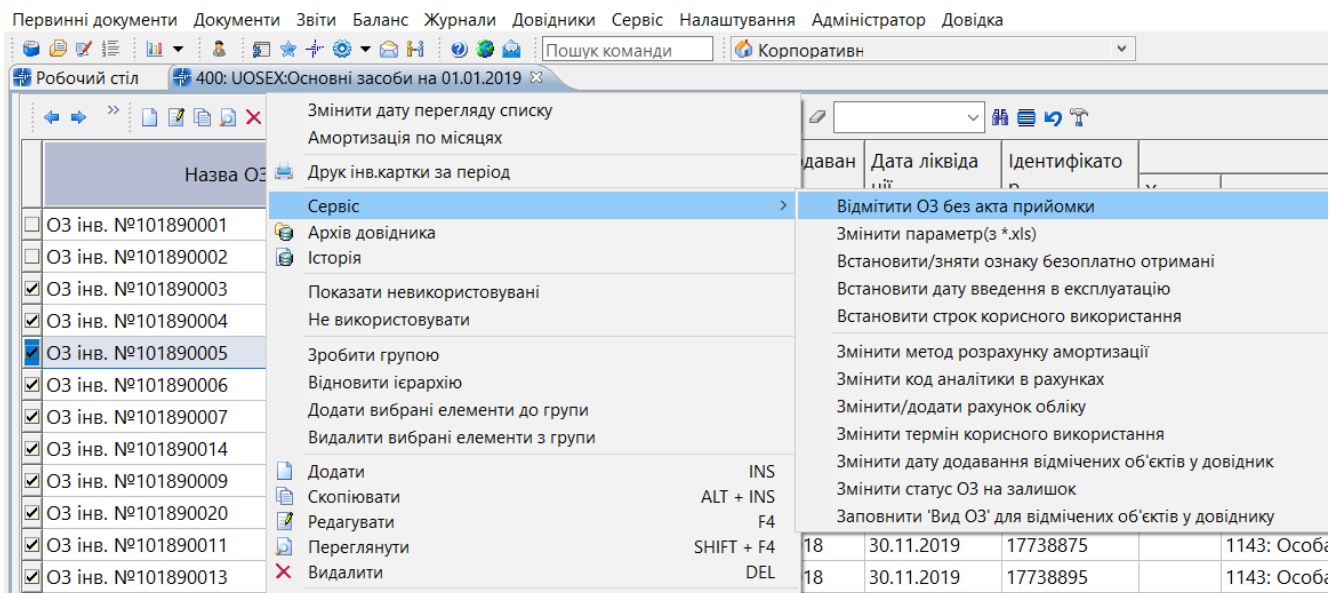 Первинні документи Документи Звіти Баланс Журнали Довідники Сервіс Налаштування Адміністратор Довідка
Пошук команди Корпоративн
Робочий стіл 400: UOSEX:Основні засоби на 01.01.2019
Назва ОЗ
даван Дата ліквіда Ідентифікато
ції р
Змінити дату перегляду списку
Амортизація по місяцях
Друк інв.картки за період
Сервіс >
Архів довідника
Історія
Показати невикористовувані
Не використовувати
Зробити групою
Відновити ієрархію
Додати вибрані елементи до групи
Видалити вибрані елементи з групи
Додати INS
Скопіювати ALT + INS
Редагувати F4
Переглянути SHIFT + F4
Видалити DEL
Відмітити ОЗ без акта прийомки
Змінити параметр(з *.xls)
Встановити/зняти ознаку безоплатно отримані
Встановити дату введення в експлуатацію
Встановити строк корисного використання
Змінити метод розрахунку амортизації
Змінити код аналітики в рахунках
Змінити/додати рахунок обліку
Змінити термін корисного використання
Змінити дату додавання відмічених об'єктів у довідник
Змінити статус ОЗ на залишок
Заповнити 'Вид ОЗ' для відмічених об'єктів у довіднику
ОЗ інв. №101890001
ОЗ інв. №101890002
ОЗ інв. №101890003
ОЗ інв. №101890004
ОЗ інв. №101890005
ОЗ інв. №101890006
ОЗ інв. №101890007
ОЗ інв. №101890014
ОЗ інв. №101890009
ОЗ інв. №101890020
ОЗ інв. №101890011 18 30.11.2019 17738875 1143: Особа
ОЗ інв. №101890013 18 30.11.2019 17738895 1143: Особа